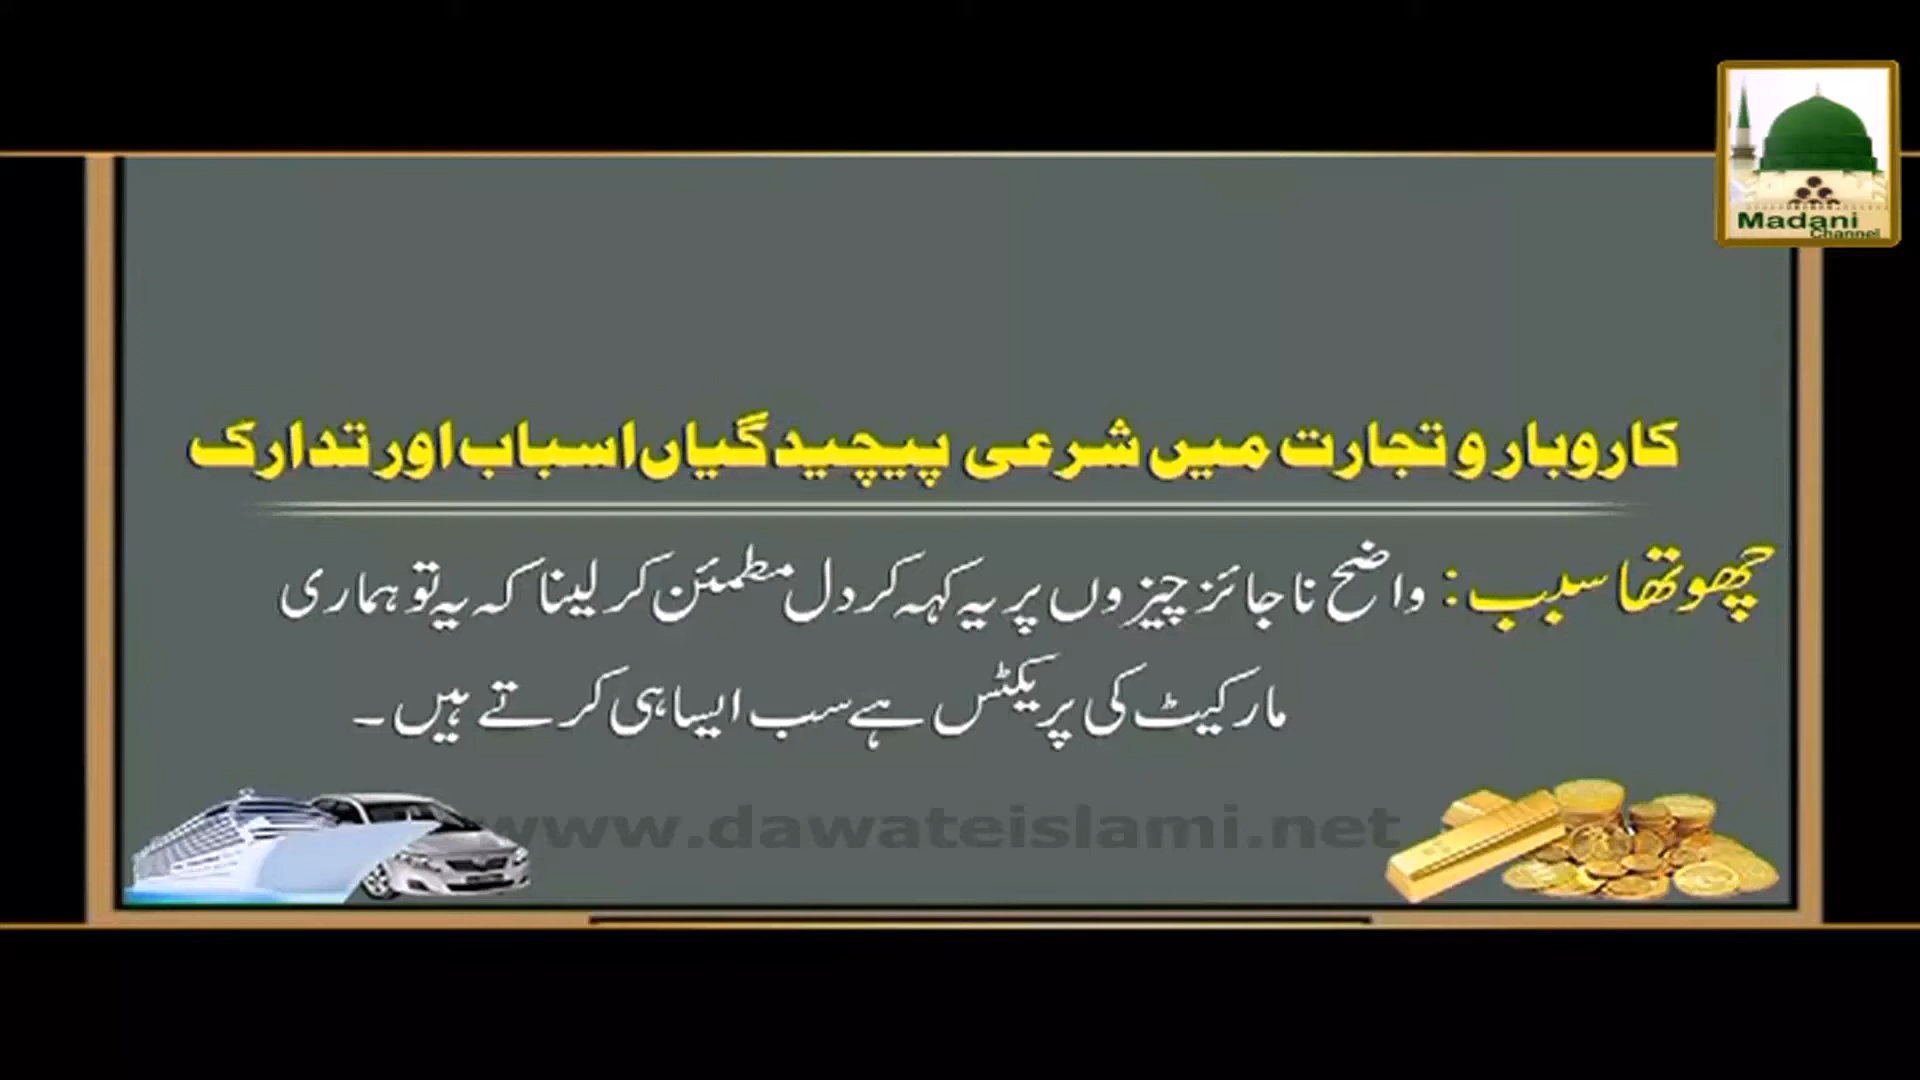 Madani
Channel
کاروبار و تجارت میں شرعی پیچیدگیاں اسباب اور تدارک
چھوتھا سبب: واضح ناجائز چیزوں پر یہ کہہ کر دل مطمئن کر لینا کہ یہ تو ہماری
مارکیٹ کی پریکٹس ہے سب ایسا ہی کرتے ہیں۔
www.dawateislami.net